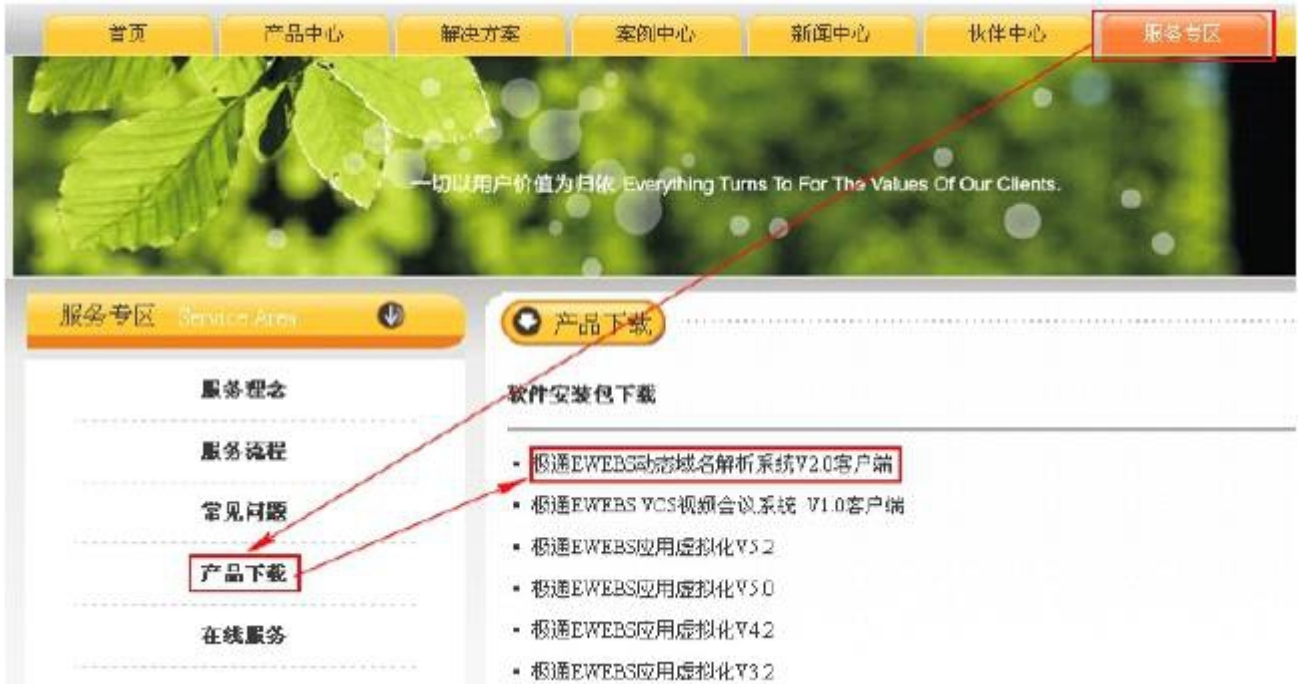 首页 产品中心 解决方案 案例中心 新闻中心 伙伴中心 服务专区
一切以用户价值为归依 Everything Turns To For The Values Of Our Clients.
服务专区 Service Area
服务理念
服务流程
常见问题
产品下载
在线服务
产品下载
软件安装包下载
极通EWEBS动态域名解析系统V2.0客户端
极通EWEBS VCS视频会议系统 V1.0客户端
极通EWEBS应用虚拟化V5.2
极通EWEBS应用虚拟化V5.0
极通EWEBS应用虚拟化V4.2
极通EWEBS应用虚拟化V3.2